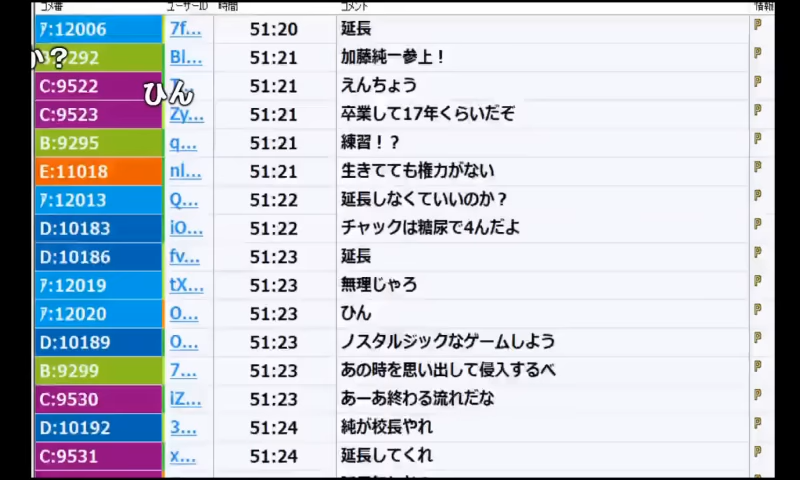 コメ番 ユーザーID 時間 コメント 情報
ｱ:12006 7f... 51:20 延長 P
292 Bl... 51:21 加藤純一参上！ P
か？
C:9522 51:21 えんちょう P
ひん
C:9523 Zy... 51:21 卒業して17年くらいだぞ P
B:9295 q... 51:21 練習！？ P
E:11018 nl... 51:21 生きてても権力がない P
ｱ:12013 Q... 51:22 延長しなくていいのか？ P
D:10183 iO... 51:22 チャックは糖尿で4んだよ P
D:10186 fv... 51:23 延長 P
ｱ:12019 tX... 51:23 無理じゃろ P
ｱ:12020 O... 51:23 ひん P
D:10189 O... 51:23 ノスタルジックなゲームしよう P
B:9299 7... 51:23 あの時を思い出して侵入するべ P
C:9530 iZ... 51:23 あーあ終わる流れだな P
D:10192 3... 51:24 純が校長やれ P
C:9531 x... 51:24 延長してくれ P